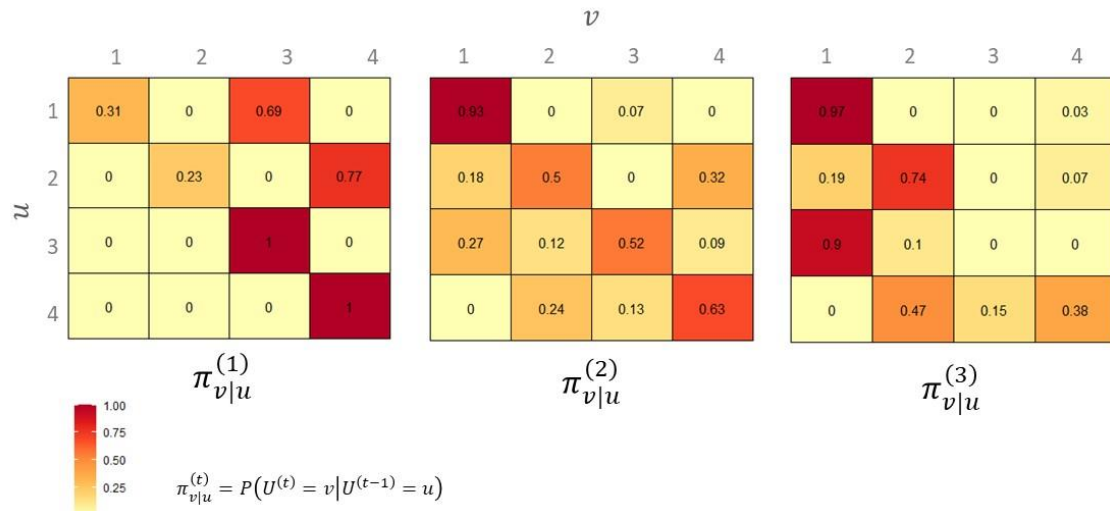 v
1 2 3 4 1 2 3 4 1 2 3 4
u
1 0.31 0 0.69 0 0.93 0 0.07 0 0.97 0 0 0.03
2 0 0.23 0 0.77 0.18 0.5 0 0.32 0.19 0.74 0 0.07
3 0 0 1 0 0.27 0.12 0.52 0.09 0.9 0.1 0 0
4 0 0 0 1 0 0.24 0.13 0.63 0 0.47 0.15 0.38
π_{v|u}^{(1)} π_{v|u}^{(2)} π_{v|u}^{(3)}
1.00
0.75
0.50
0.25
π_{v|u}^{(t)} = P(U^{(t)} = v|U^{(t-1)} = u)